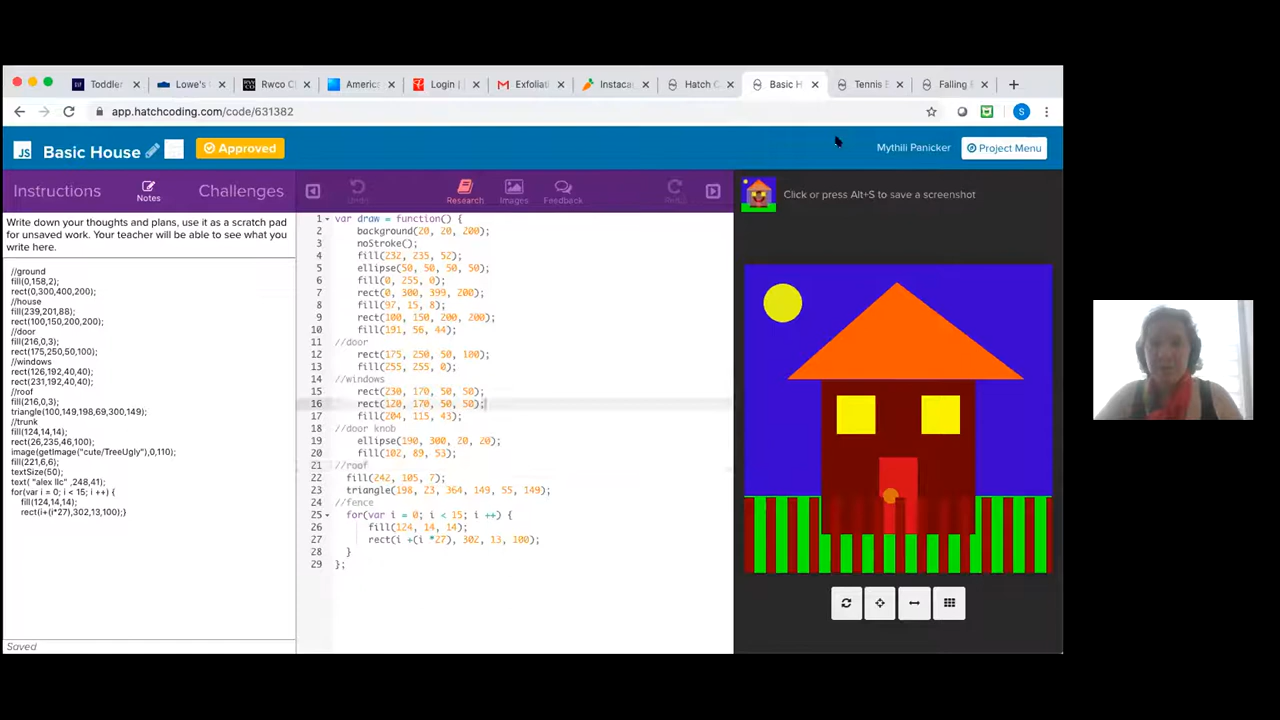 Toddler
Lowe's
Rwco C
America
Login |
Exfoliati
Instaca
Hatch C
Basic H
Tennis E
Falling
app.hatchcoding.com/code/631382
S
JS
Basic House
Approved
Mythili Panicker
Project Menu
Instructions
Notes
Challenges
Undo
Research
Images
Feedback
Redo
Click or press Alt+S to save a screenshot
Write down your thoughts and plans, use it as a scratch pad
for unsaved work. Your teacher will be able to see what you
write here.
//ground
fill(0,158,2);
rect(0,300,400,200);
//house
fill(239,201,88);
rect(100,150,200,200);
//door
fill(216,0,3);
rect(175,250,50,100);
//windows
rect(126,192,40,40);
rect(231,192,40,40);
//roof
fill(216,0,3);
triangle(100,149,198,69,300,149);
//trunk
fill(124,14,14);
rect(26,235,46,100);
image(getImage("cute/TreeUgly"),0,110);
fill(221,6,6);
textSize(50);
text( "alex llc" ,248,41);
for(var i = 0; i < 15; i ++) {
fill(124,14,14);
rect(i+(i*27),302,13,100);}
Saved
1 var draw = function() {
2 background(20, 20, 200);
3 noStroke();
4 fill(232, 235, 52);
5 ellipse(50, 50, 50, 50);
6 fill(0, 255, 0);
7 rect(0, 300, 399, 200);
8 fill(97, 15, 8);
9 rect(100, 150, 200, 200);
10 fill(191, 56, 44);
11 //door
12 rect(175, 250, 50, 100);
13 fill(255, 255, 0);
14 //windows
15 rect(230, 170, 50, 50);
16 rect(120, 170, 50, 50);
17 fill(204, 115, 43);
18 //door knob
19 ellipse(190, 300, 20, 20);
20 fill(102, 89, 53);
21 //roof
22 fill(242, 105, 7);
23 triangle(198, 23, 364, 149, 55, 149);
24 //fence
25 for(var i = 0; i < 15; i ++) {
26 fill(124, 14, 14);
27 rect(i +(i *27), 302, 13, 100);
28 }
29 };